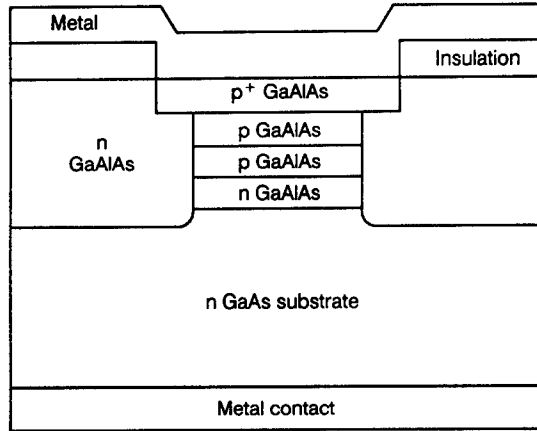 Metal
Insulation
p+ GaAlAs
n
GaAlAs
p GaAlAs
p GaAlAs
n GaAlAs
n GaAs substrate
Metal contact